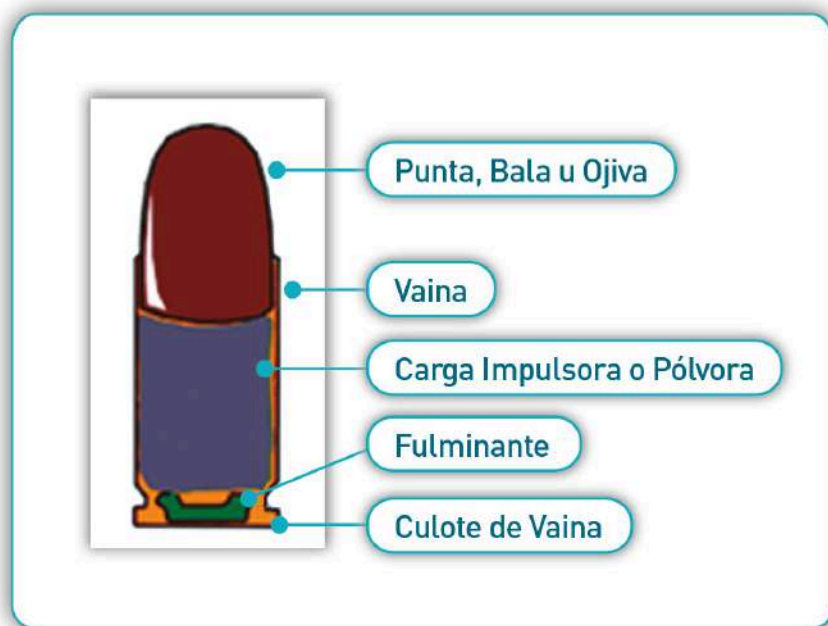 Punta, Bala u Ojiva
Vaina
Carga Impulsora o Pólvora
Fulminante
Culote de Vaina